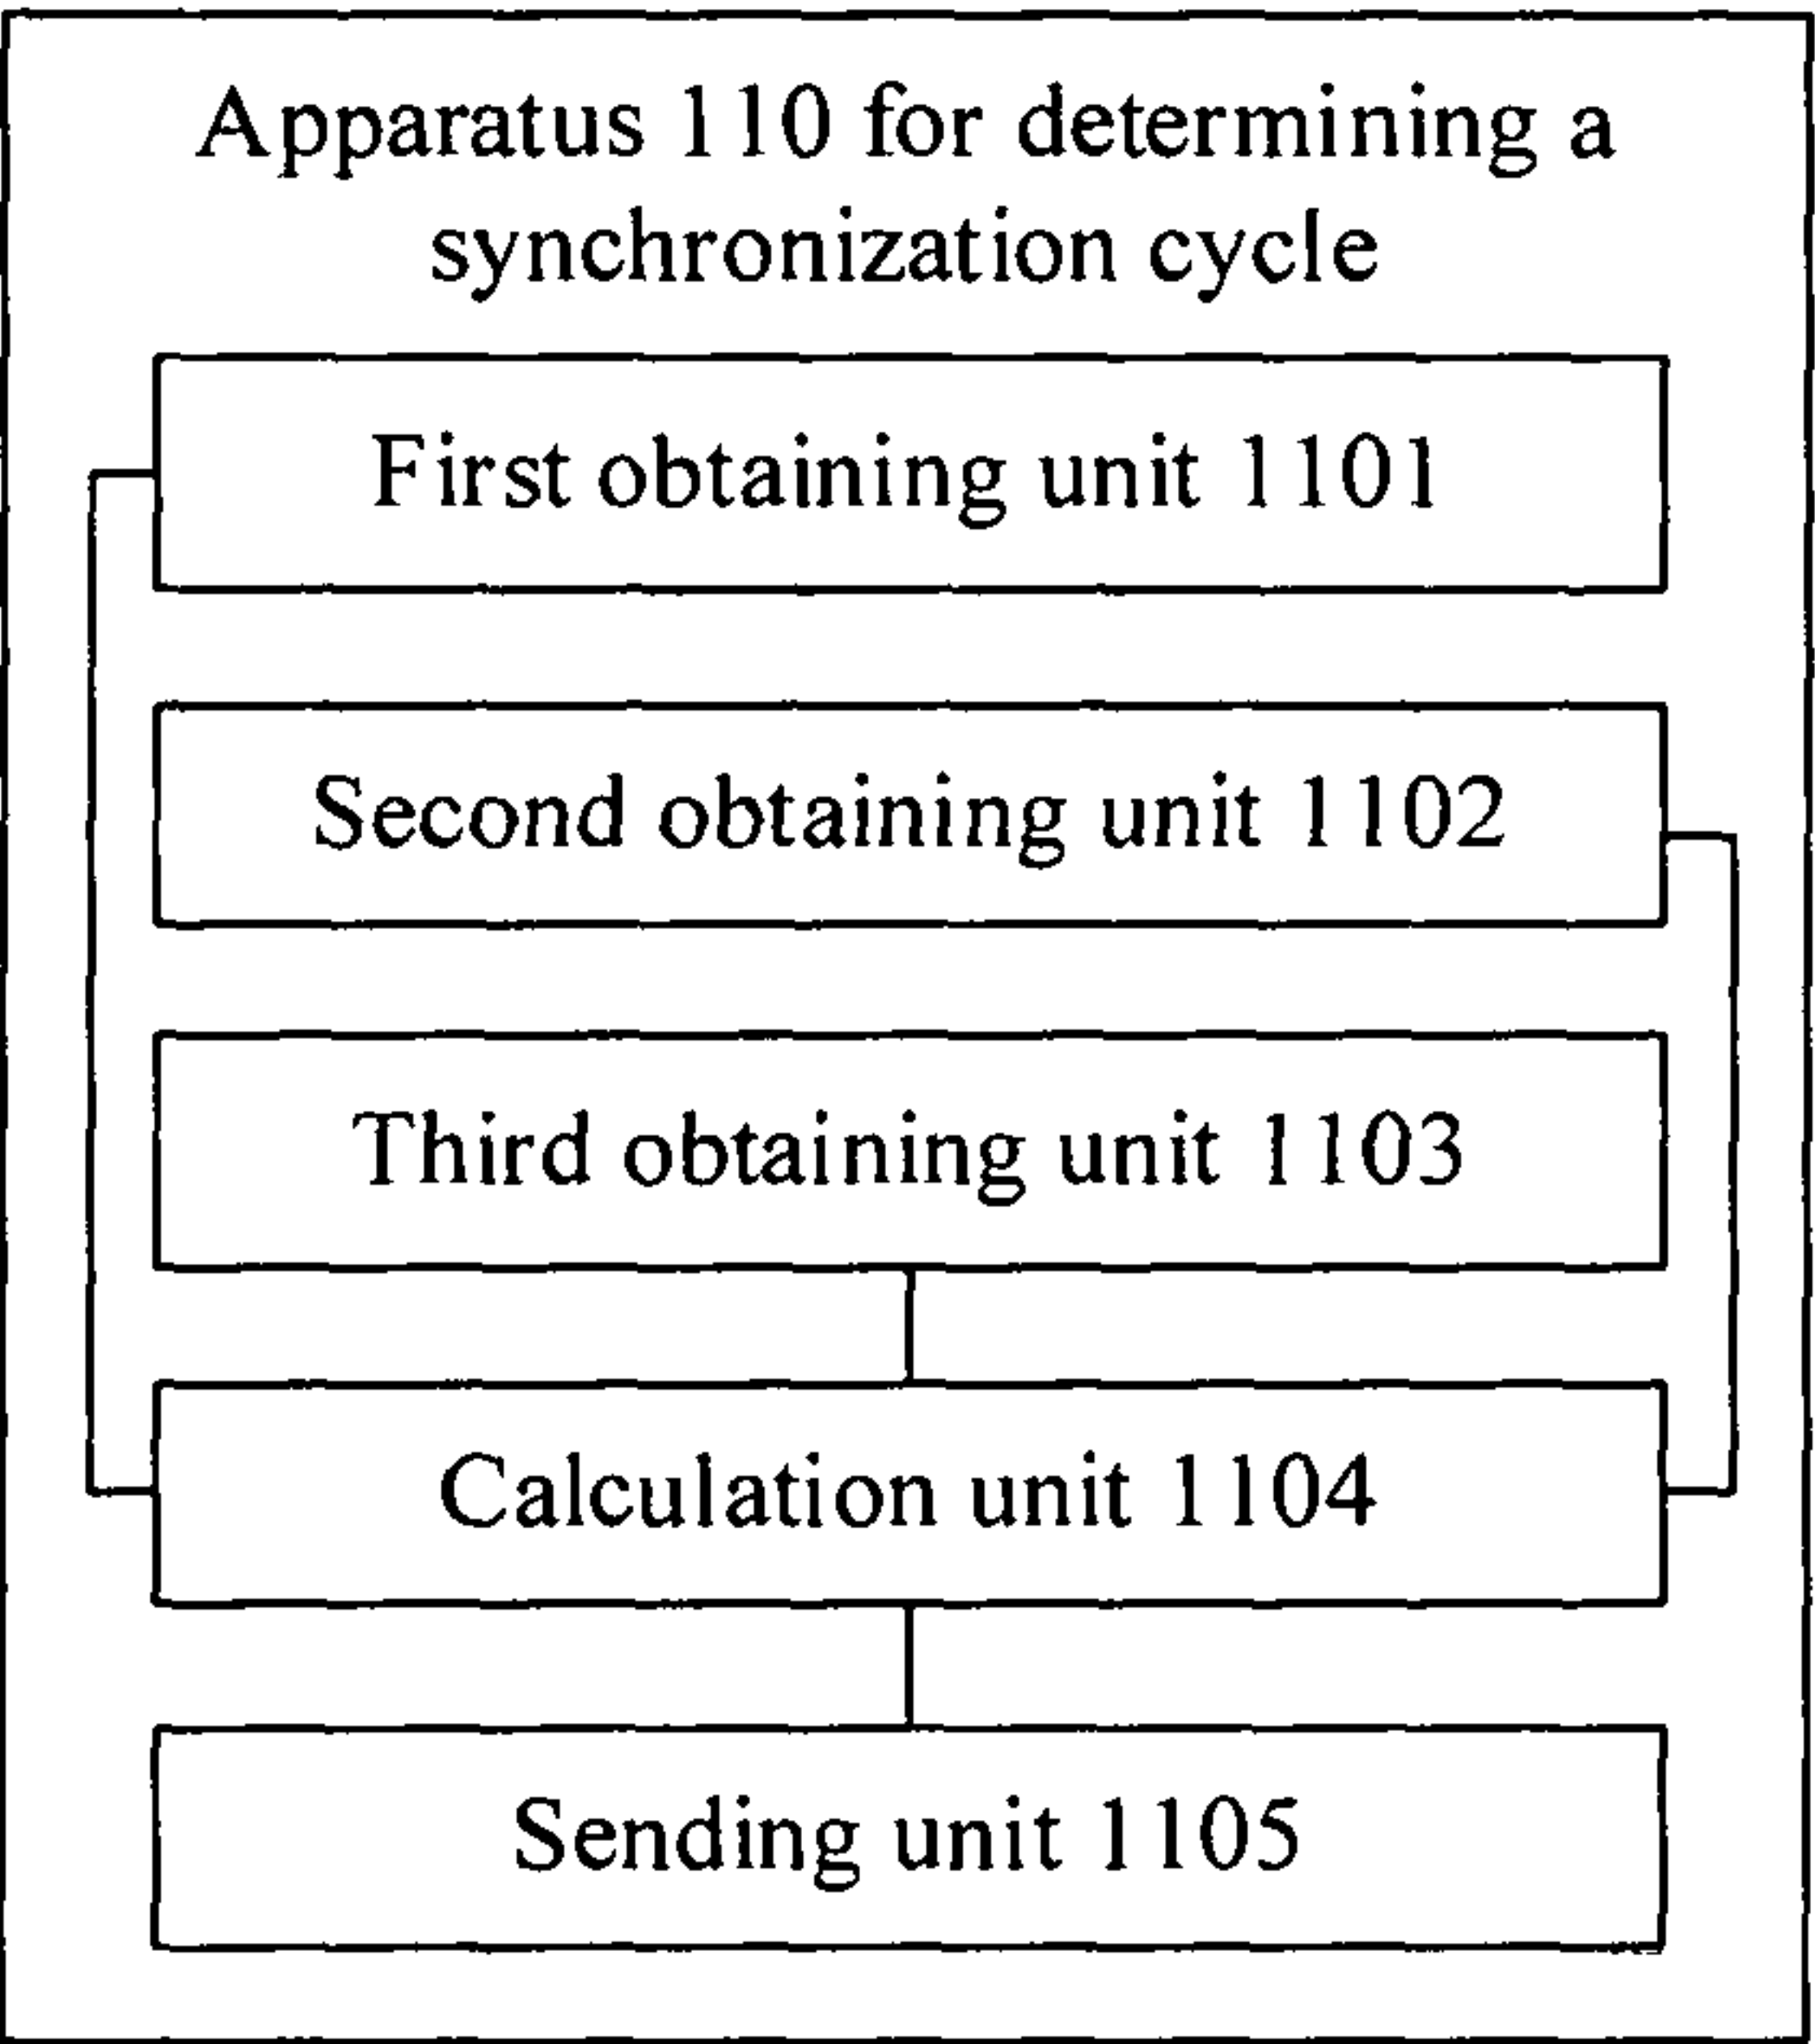 Apparatus 110 for determining a
synchronization cycle
First obtaining unit 1101
Second obtaining unit 1102
Third obtaining unit 1103
Calculation unit 1104
Sending unit 1105